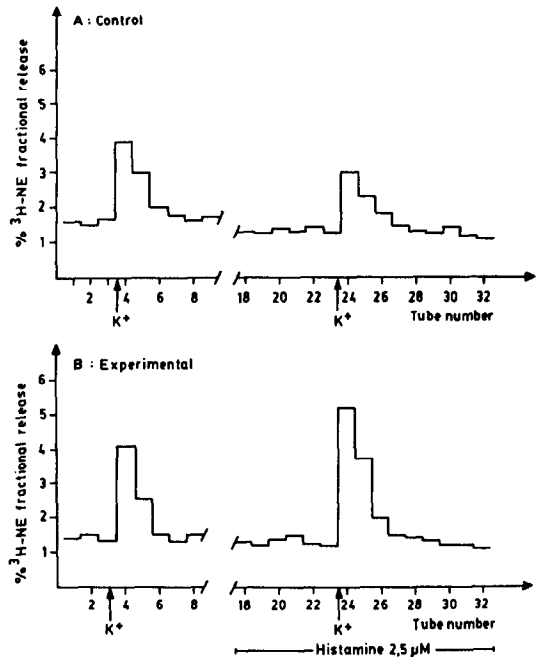 A : Control
% ³H-NE fractional release
6
5
4
3
2
1
2 4 6 8 18 20 22 24 26 28 30 32
K⁺ K⁺ Tube number
B : Experimental
% ³H-NE fractional release
6
5
4
3
2
1
2 4 6 8 18 20 22 24 26 28 30 32
K⁺ K⁺ Tube number
Histamine 2,5 µM